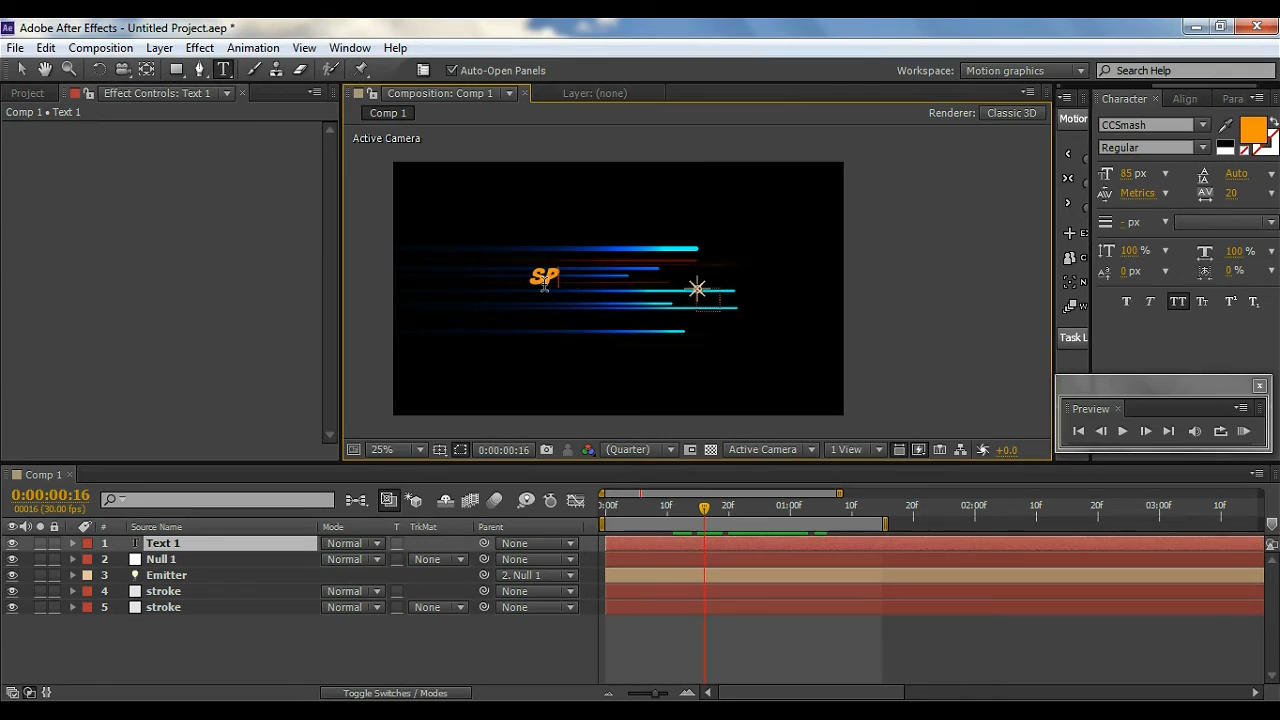 Ae Adobe After Effects - Untitled Project.aep *
File Edit Composition Layer Effect Animation View Window Help
T Auto-Open Panels Workspace: Motion graphics Search Help
Project Effect Controls: Text 1 Composition: Comp 1 Layer: (none) Character Align Para
Comp 1 • Text 1 Comp 1 Renderer: Classic 3D Motion CCSmash
Active Camera Regular
85 px Auto
Metrics 20
- px
100 % 100 %
0 px 0 %
SP
T T TT Tt
Task L
Preview
25% 0:00:00:16 (Quarter) Active Camera 1 View +0.0
Comp 1
0:00:00:16
00016 (30.00 fps)
:00f 10f 20f 01:00f 10f 20f 02:00f 10f 20f 03:00f 10f
# Source Name Mode T TrkMat Parent
1 T Text 1 Normal None
2 Null 1 Normal None None
3 Emitter 2. Null 1
4 stroke Normal None
5 stroke Normal None None
Toggle Switches / Modes